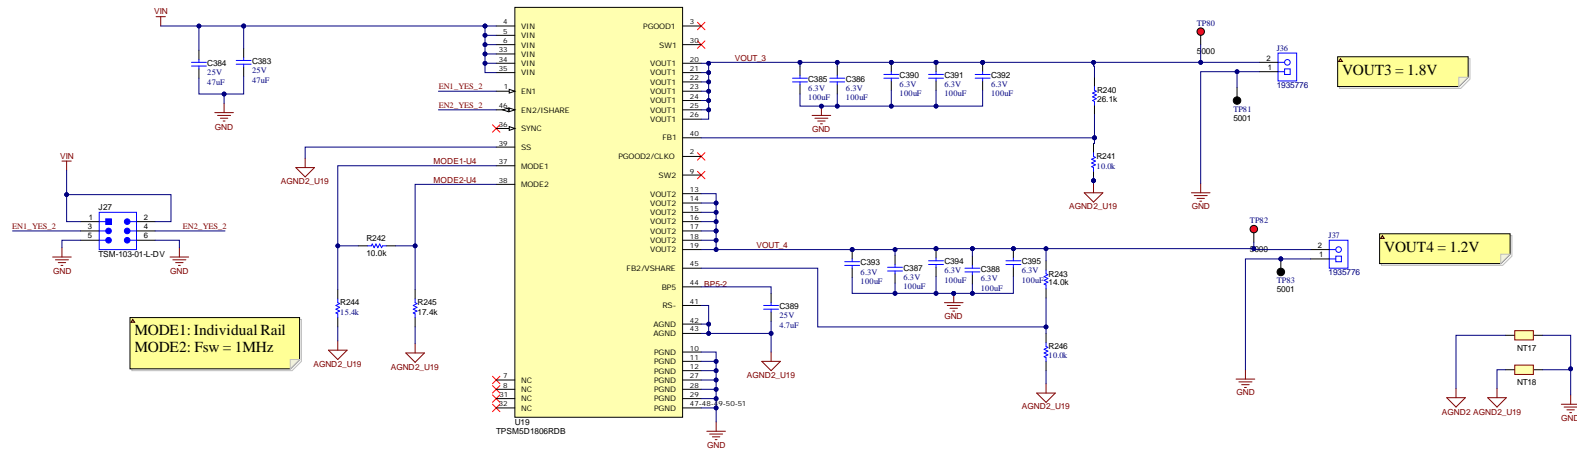 VIN
C384
25V
47uF
C383
25V
47uF
GND
VIN
J27
1
2
3
4
5
6
EN1_YES_2
EN2_YES_2
GND
GND
TSM-103-01-L-DV
MODE1: Individual Rail
MODE2: Fsw = 1MHz
EN1_YES_2
EN2_YES_2
AGND2_U19
MODE1-U4
MODE2-U4
R242
10.0k
R244
15.4k
R245
17.4k
AGND2_U19
AGND2_U19
4 VIN
5 VIN
6 VIN
33 VIN
34 VIN
35 VIN
1 EN1
46 EN2/ISHARE
36 SYNC
39 SS
37 MODE1
38 MODE2
7 NC
8 NC
31 NC
32 NC
U19
TPSM5D1806RDB
PGOOD1 3
SW1 30
VOUT1 20
VOUT1 21
VOUT1 22
VOUT1 23
VOUT1 24
VOUT1 25
VOUT1 26
FB1 40
PGOOD2/CLKO 2
SW2 9
VOUT2 13
VOUT2 14
VOUT2 15
VOUT2 16
VOUT2 17
VOUT2 18
VOUT2 19
FB2/VSHARE 45
BP5 44
RS- 41
AGND 42
AGND 43
PGND 10
PGND 11
PGND 12
PGND 27
PGND 28
PGND 29
PGND 47-48-49-50-51
GND
VOUT_3
C385
6.3V
100uF
C386
6.3V
100uF
C390
6.3V
100uF
C391
6.3V
100uF
C392
6.3V
100uF
GND
R240
26.1k
R241
10.0k
AGND2_U19
TP80
5000
J36
2
1
1935776
TP81
5001
GND
VOUT3 = 1.8V
VOUT_4
C393
6.3V
100uF
C387
6.3V
100uF
C394
6.3V
100uF
C388
6.3V
100uF
C395
6.3V
100uF
GND
R243
14.0k
R246
10.0k
AGND2_U19
BP5-2
C389
25V
4.7uF
AGND2_U19
TP82
5000
J37
2
1
1935776
TP83
5001
GND
VOUT4 = 1.2V
NT17
NT18
AGND2
AGND2_U19
GND